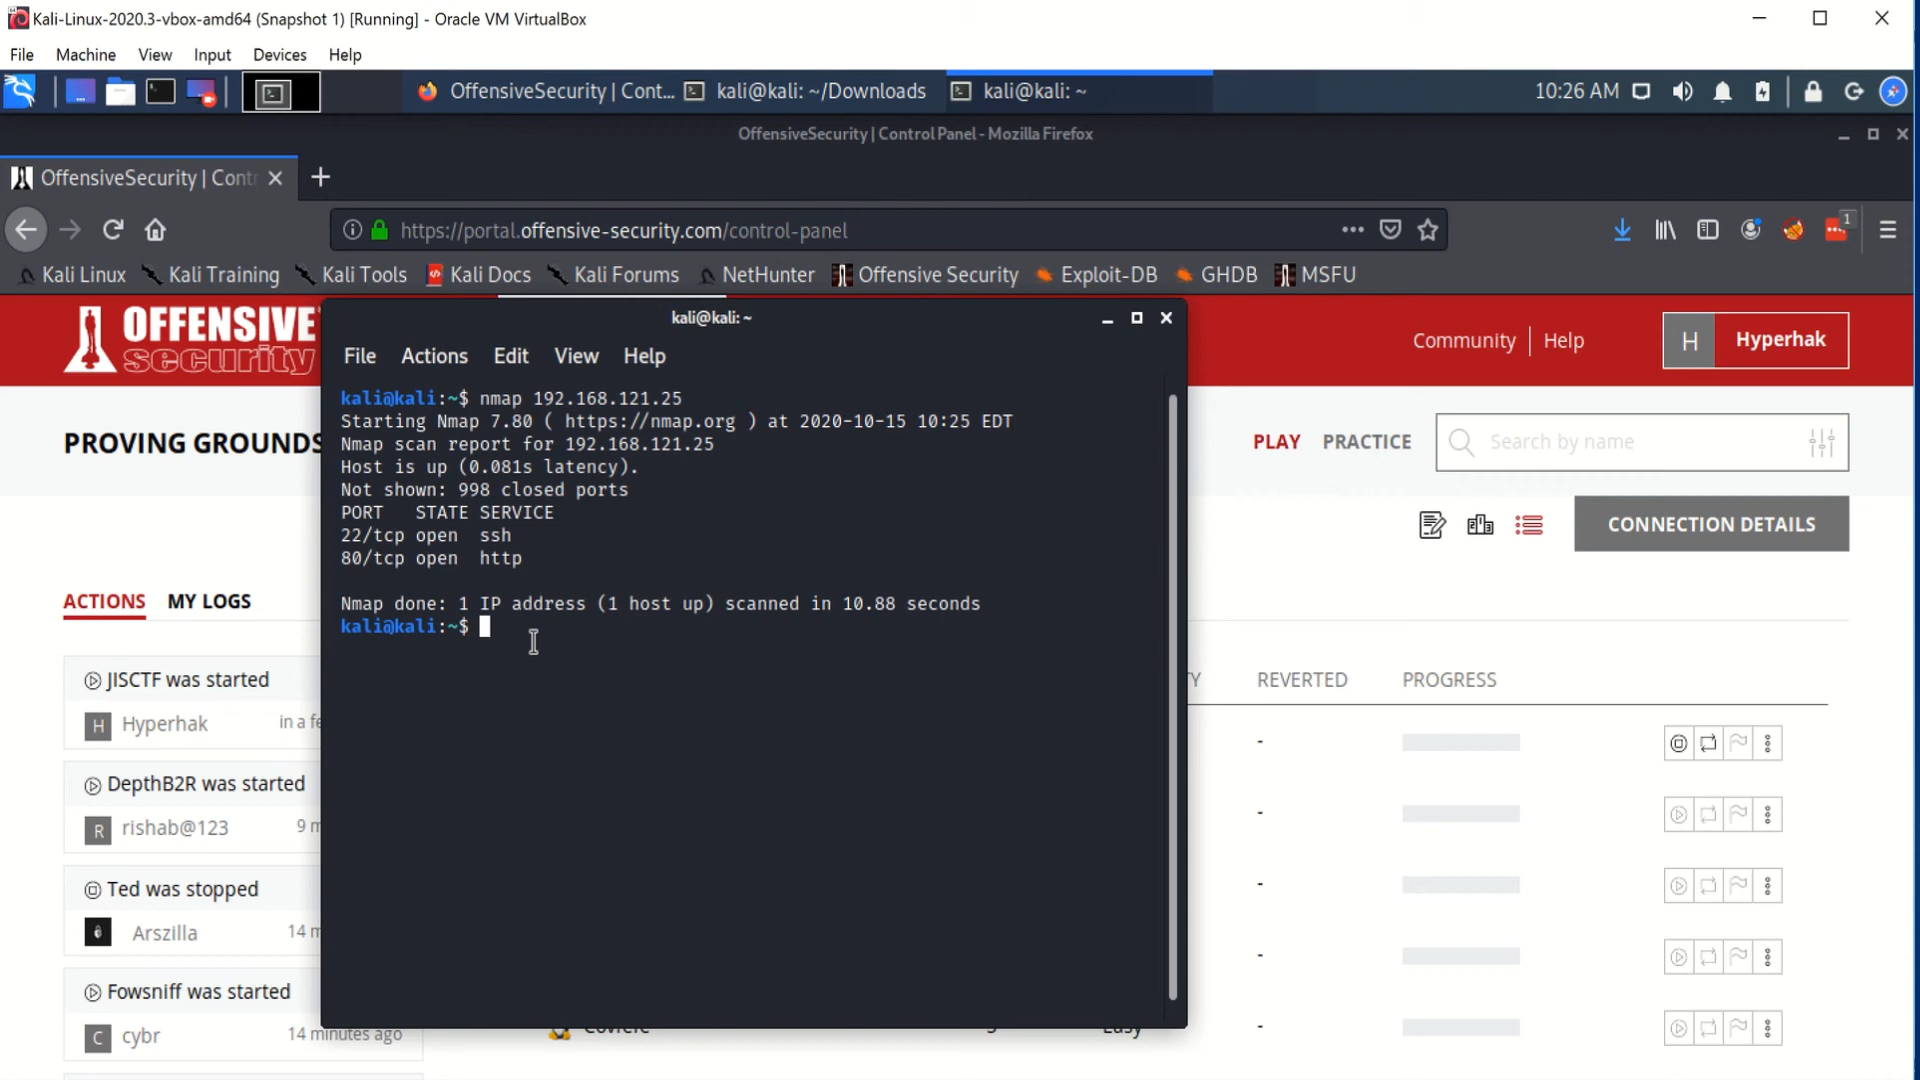 Kali-Linux-2020.3-vbox-amd64 (Snapshot 1) [Running] - Oracle VM VirtualBox
File Machine View Input Devices Help
OffensiveSecurity | Cont... kali@kali: ~/Downloads kali@kali: ~ 10:26 AM
OffensiveSecurity | Control Panel - Mozilla Firefox
OffensiveSecurity | Cont
https://portal.offensive-security.com/control-panel 1
Kali Linux Kali Training Kali Tools Kali Docs Kali Forums NetHunter Offensive Security Exploit-DB GHDB MSFU
OFFENSIVE
security
Community Help H Hyperhak
PROVING GROUNDS
PLAY PRACTICE Search by name
CONNECTION DETAILS
ACTIONS MY LOGS
JISCTF was started
H Hyperhak in a fe
DepthB2R was started
R rishab@123 9 m
Ted was stopped
Arszilla 14 m
Fowsniff was started
C cybr 14 minutes ago
kali@kali: ~
File Actions Edit View Help
kali@kali:~$ nmap 192.168.121.25
Starting Nmap 7.80 ( https://nmap.org ) at 2020-10-15 10:25 EDT
Nmap scan report for 192.168.121.25
Host is up (0.081s latency).
Not shown: 998 closed ports
PORT STATE SERVICE
22/tcp open ssh
80/tcp open http
Nmap done: 1 IP address (1 host up) scanned in 10.88 seconds
kali@kali:~$
Y REVERTED PROGRESS
-
-
-
-
Easy -